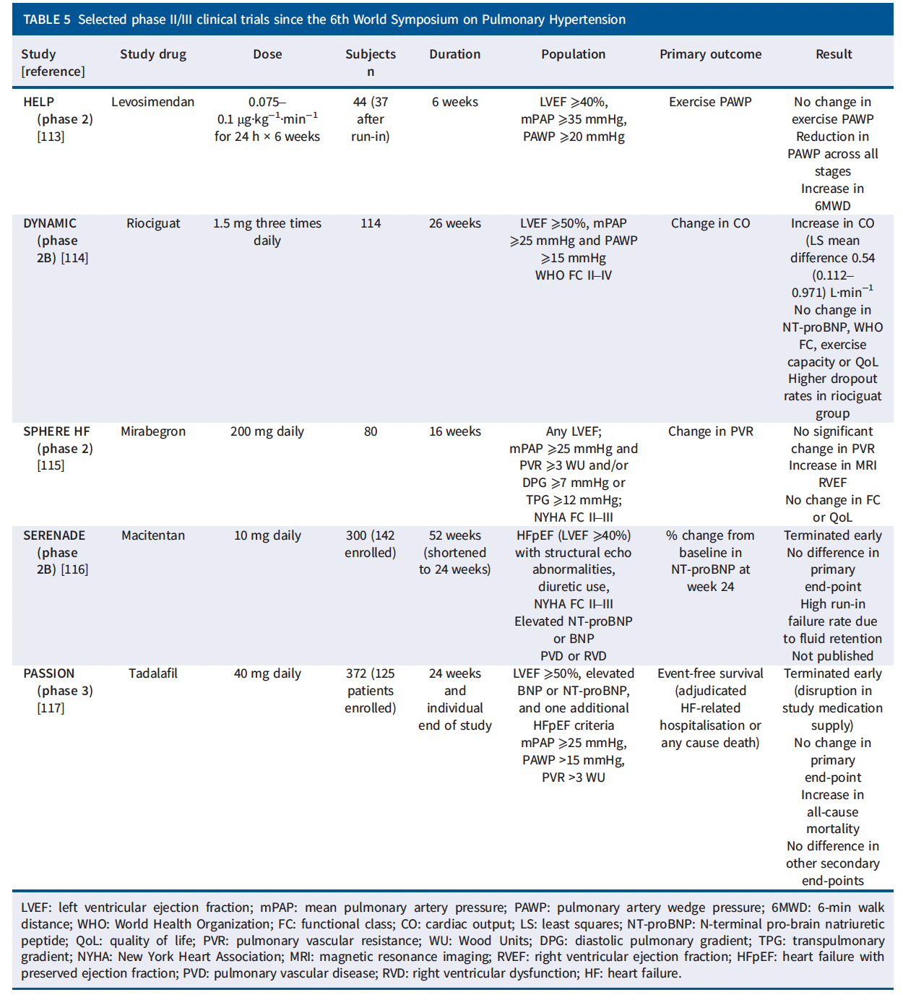 TABLE 5 Selected phase II/III clinical trials since the 6th World Symposium on Pulmonary Hypertension
Study
[reference]
Study drug
Dose
Subjects
n
Duration
Population
Primary outcome
Result
HELP
(phase 2)
[113]
Levosimendan
0.075–
0.1 μg·kg⁻¹·min⁻¹
for 24 h × 6 weeks
44 (37
after
run-in)
6 weeks
LVEF ⩾40%,
mPAP ⩾35 mmHg,
PAWP ⩾20 mmHg
Exercise PAWP
No change in
exercise PAWP
Reduction in
PAWP across all
stages
Increase in
6MWD
DYNAMIC
(phase
2B) [114]
Riociguat
1.5 mg three times
daily
114
26 weeks
LVEF ⩾50%, mPAP
⩾25 mmHg and PAWP
⩾15 mmHg
WHO FC II–IV
Change in CO
Increase in CO
(LS mean
difference 0.54
(0.112–
0.971) L·min⁻¹
No change in
NT-proBNP, WHO
FC, exercise
capacity or QoL
Higher dropout
rates in riociguat
group
SPHERE HF
(phase 2)
[115]
Mirabegron
200 mg daily
80
16 weeks
Any LVEF;
mPAP ⩾25 mmHg and
PVR ⩾3 WU and/or
DPG ⩾7 mmHg or
TPG ⩾12 mmHg;
NYHA FC II–III
Change in PVR
No significant
change in PVR
Increase in MRI
RVEF
No change in FC
or QoL
SERENADE
(phase
2B) [116]
Macitentan
10 mg daily
300 (142
enrolled)
52 weeks
(shortened
to 24 weeks)
HFpEF (LVEF ⩾40%)
with structural echo
abnormalities,
diuretic use,
NYHA FC II–III
Elevated NT-proBNP
or BNP
PVD or RVD
% change from
baseline in
NT-proBNP at
week 24
Terminated early
No difference in
primary
end-point
High run-in
failure rate due
to fluid retention
Not published
PASSION
(phase 3)
[117]
Tadalafil
40 mg daily
372 (125
patients
enrolled)
24 weeks
and
individual
end of study
LVEF ⩾50%, elevated
BNP or NT-proBNP,
and one additional
HFpEF criteria
mPAP ⩾25 mmHg,
PAWP >15 mmHg,
PVR >3 WU
Event-free survival
(adjudicated
HF-related
hospitalisation or
any cause death)
Terminated early
(disruption in
study medication
supply)
No change in
primary
end-point
Increase in
all-cause
mortality
No difference in
other secondary
end-points
LVEF: left ventricular ejection fraction; mPAP: mean pulmonary artery pressure; PAWP: pulmonary artery wedge pressure; 6MWD: 6-min walk
distance; WHO: World Health Organization; FC: functional class; CO: cardiac output; LS: least squares; NT-proBNP: N-terminal pro-brain natriuretic
peptide; QoL: quality of life; PVR: pulmonary vascular resistance; WU: Wood Units; DPG: diastolic pulmonary gradient; TPG: transpulmonary
gradient; NYHA: New York Heart Association; MRI: magnetic resonance imaging; RVEF: right ventricular ejection fraction; HFpEF: heart failure with
preserved ejection fraction; PVD: pulmonary vascular disease; RVD: right ventricular dysfunction; HF: heart failure.